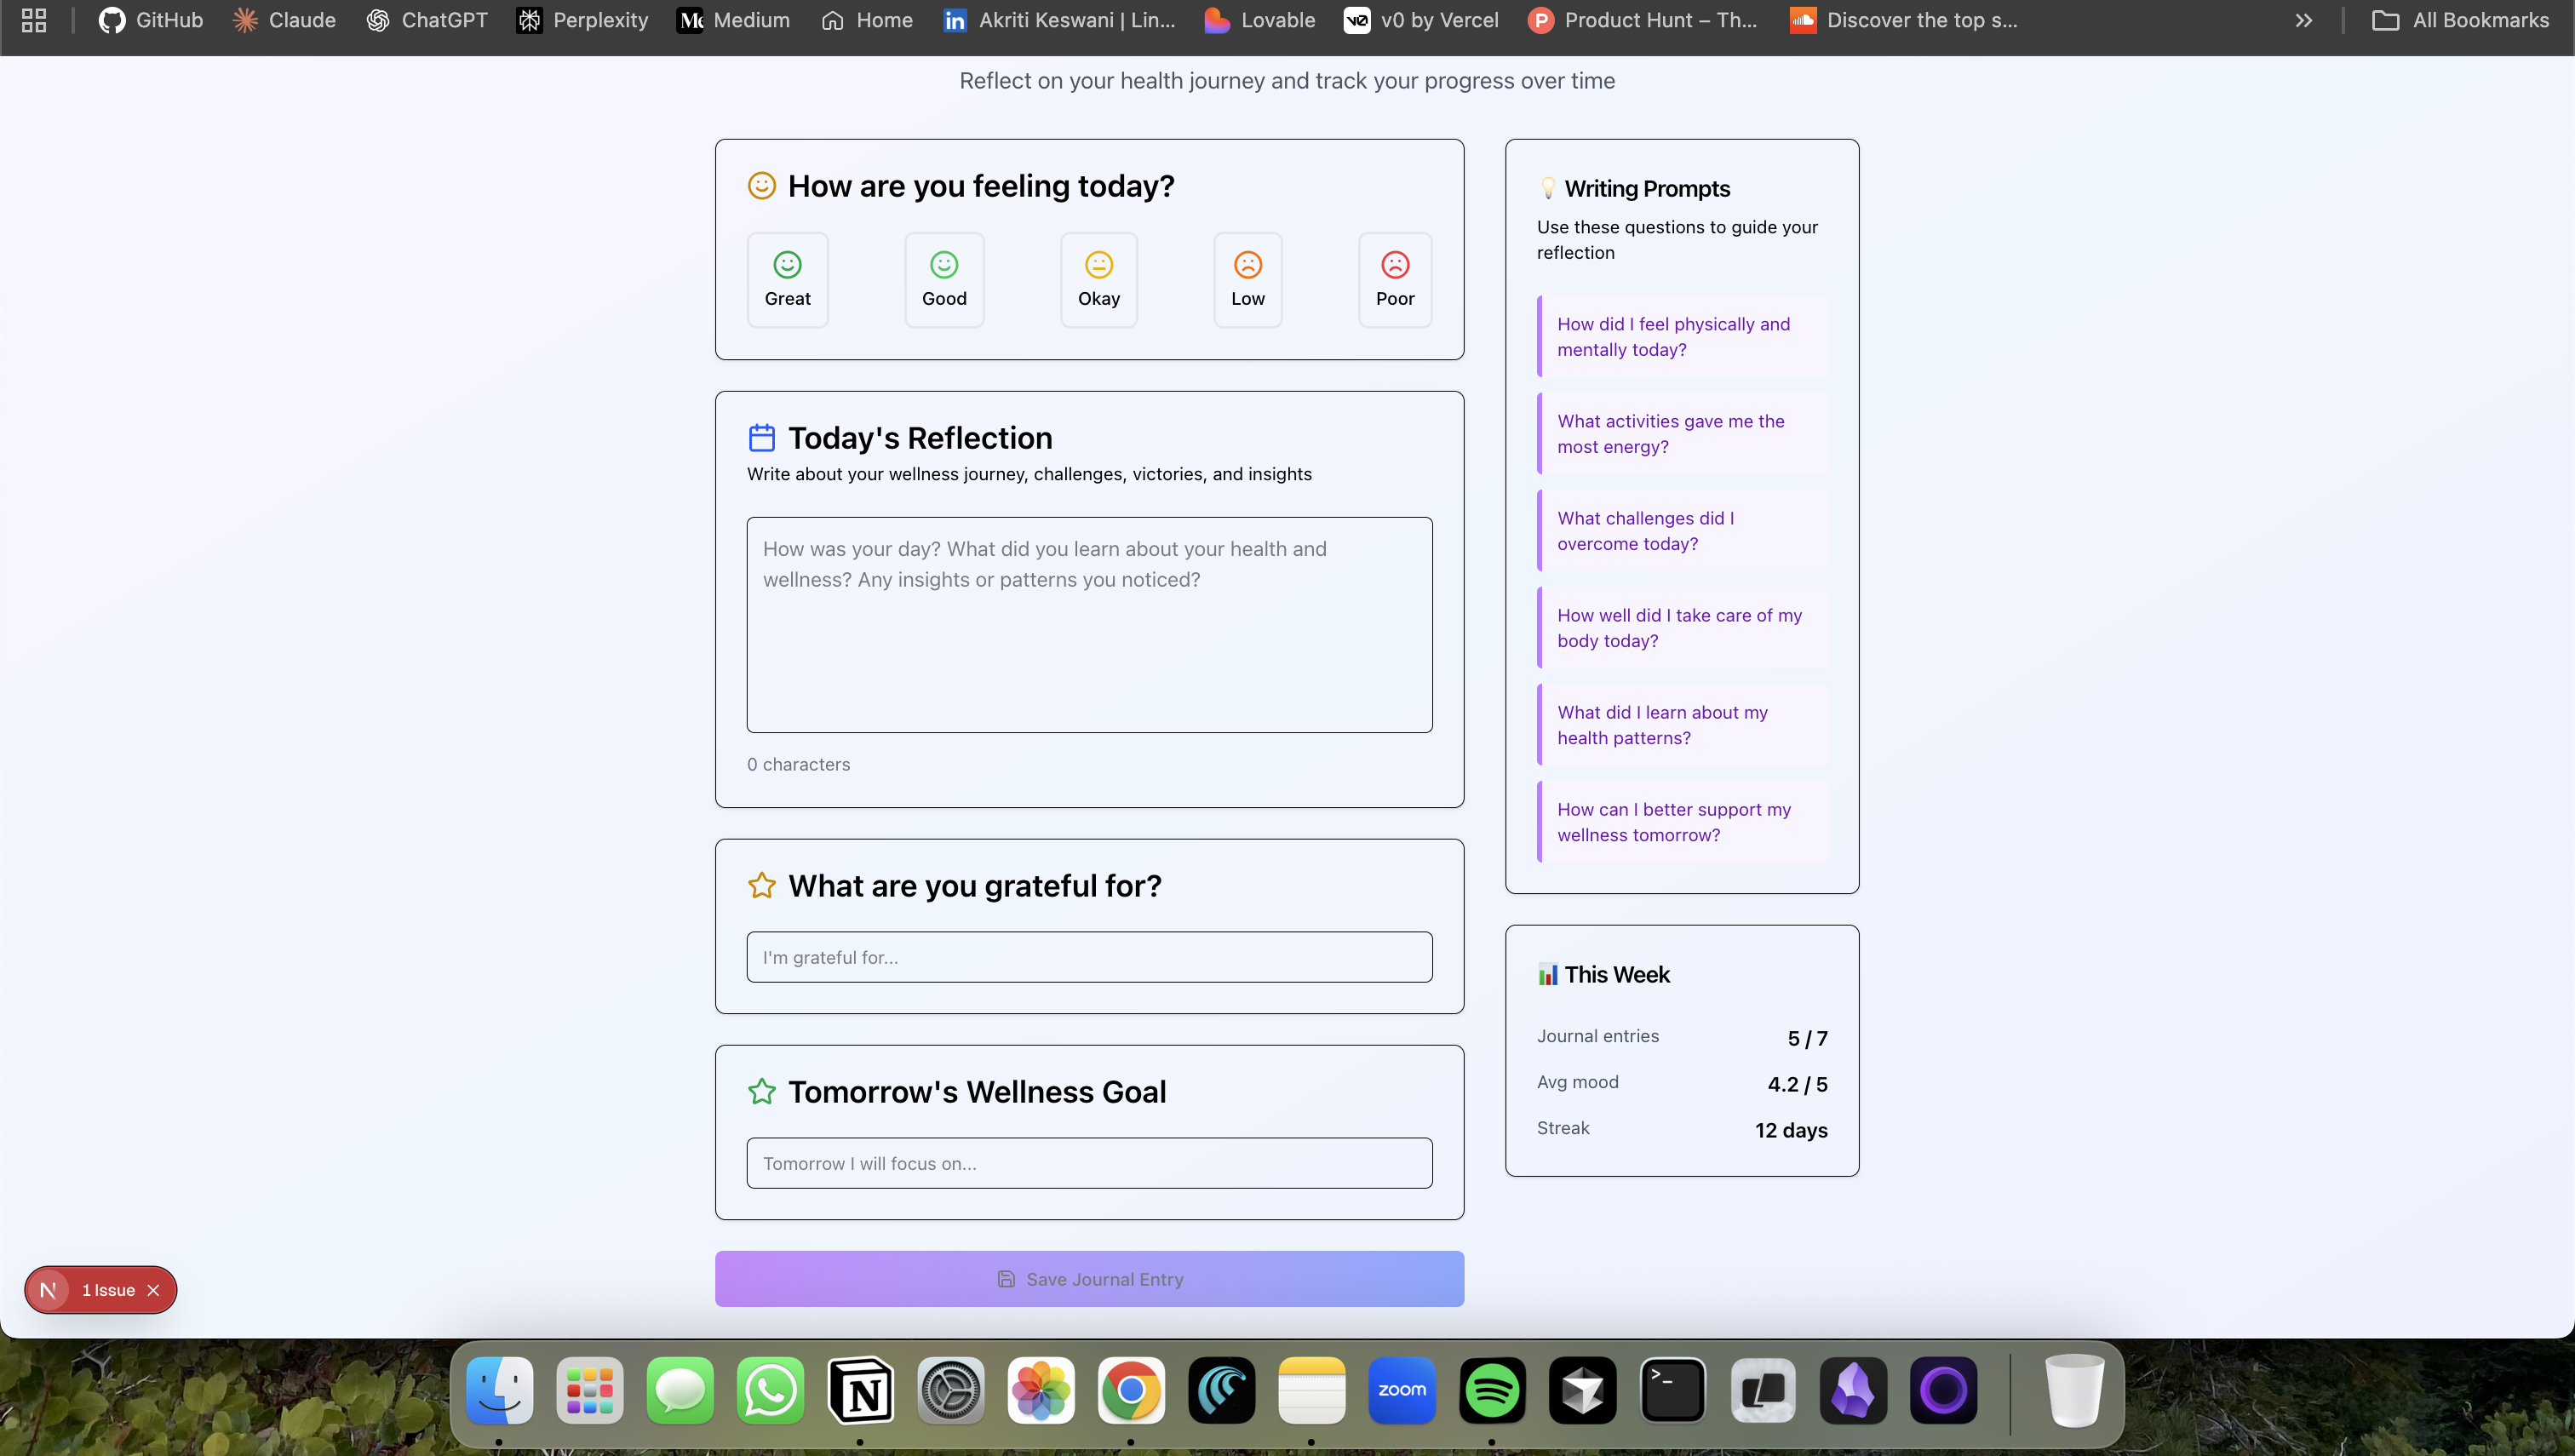 GitHub
Claude
ChatGPT
Perplexity
Medium
Home
Akriti Keswani | Lin...
Lovable
v0 by Vercel
Product Hunt – Th...
Discover the top s...
All Bookmarks
Reflect on your health journey and track your progress over time
How are you feeling today?
Great
Good
Okay
Low
Poor
Today's Reflection
Write about your wellness journey, challenges, victories, and insights
How was your day? What did you learn about your health and
wellness? Any insights or patterns you noticed?
0 characters
What are you grateful for?
I'm grateful for...
Tomorrow's Wellness Goal
Tomorrow I will focus on...
Save Journal Entry
Writing Prompts
Use these questions to guide your
reflection
How did I feel physically and
mentally today?
What activities gave me the
most energy?
What challenges did I
overcome today?
How well did I take care of my
body today?
What did I learn about my
health patterns?
How can I better support my
wellness tomorrow?
This Week
Journal entries 5 / 7
Avg mood 4.2 / 5
Streak 12 days
N 1 Issue
zoom